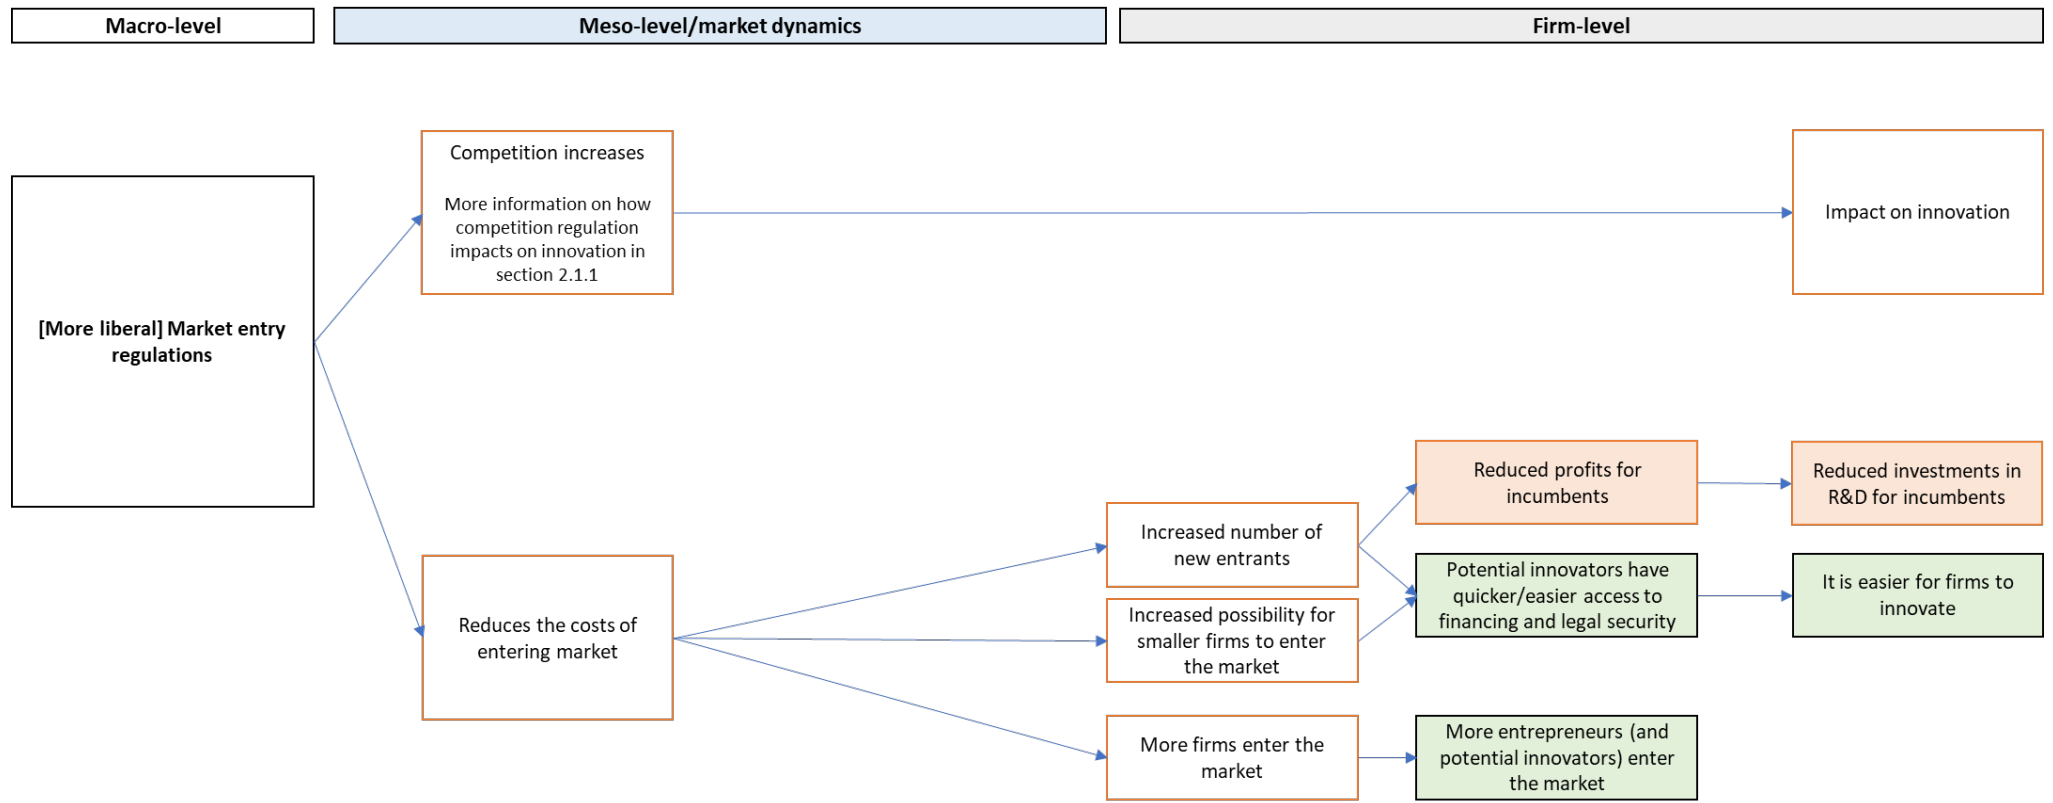 Macro-level
Meso-level/market dynamics
Firm-level
Competition increases
More information on how
competition regulation
impacts on innovation in
section 2.1.1
Impact on innovation
[More liberal] Market entry
regulations
Reduced profits for
incumbents
Reduced investments in
R&D for incumbents
Increased number of
new entrants
Potential innovators have
quicker/easier access to
financing and legal security
It is easier for firms to
innovate
Reduces the costs of
entering market
Increased possibility for
smaller firms to enter
the market
More firms enter the
market
More entrepreneurs (and
potential innovators) enter
the market